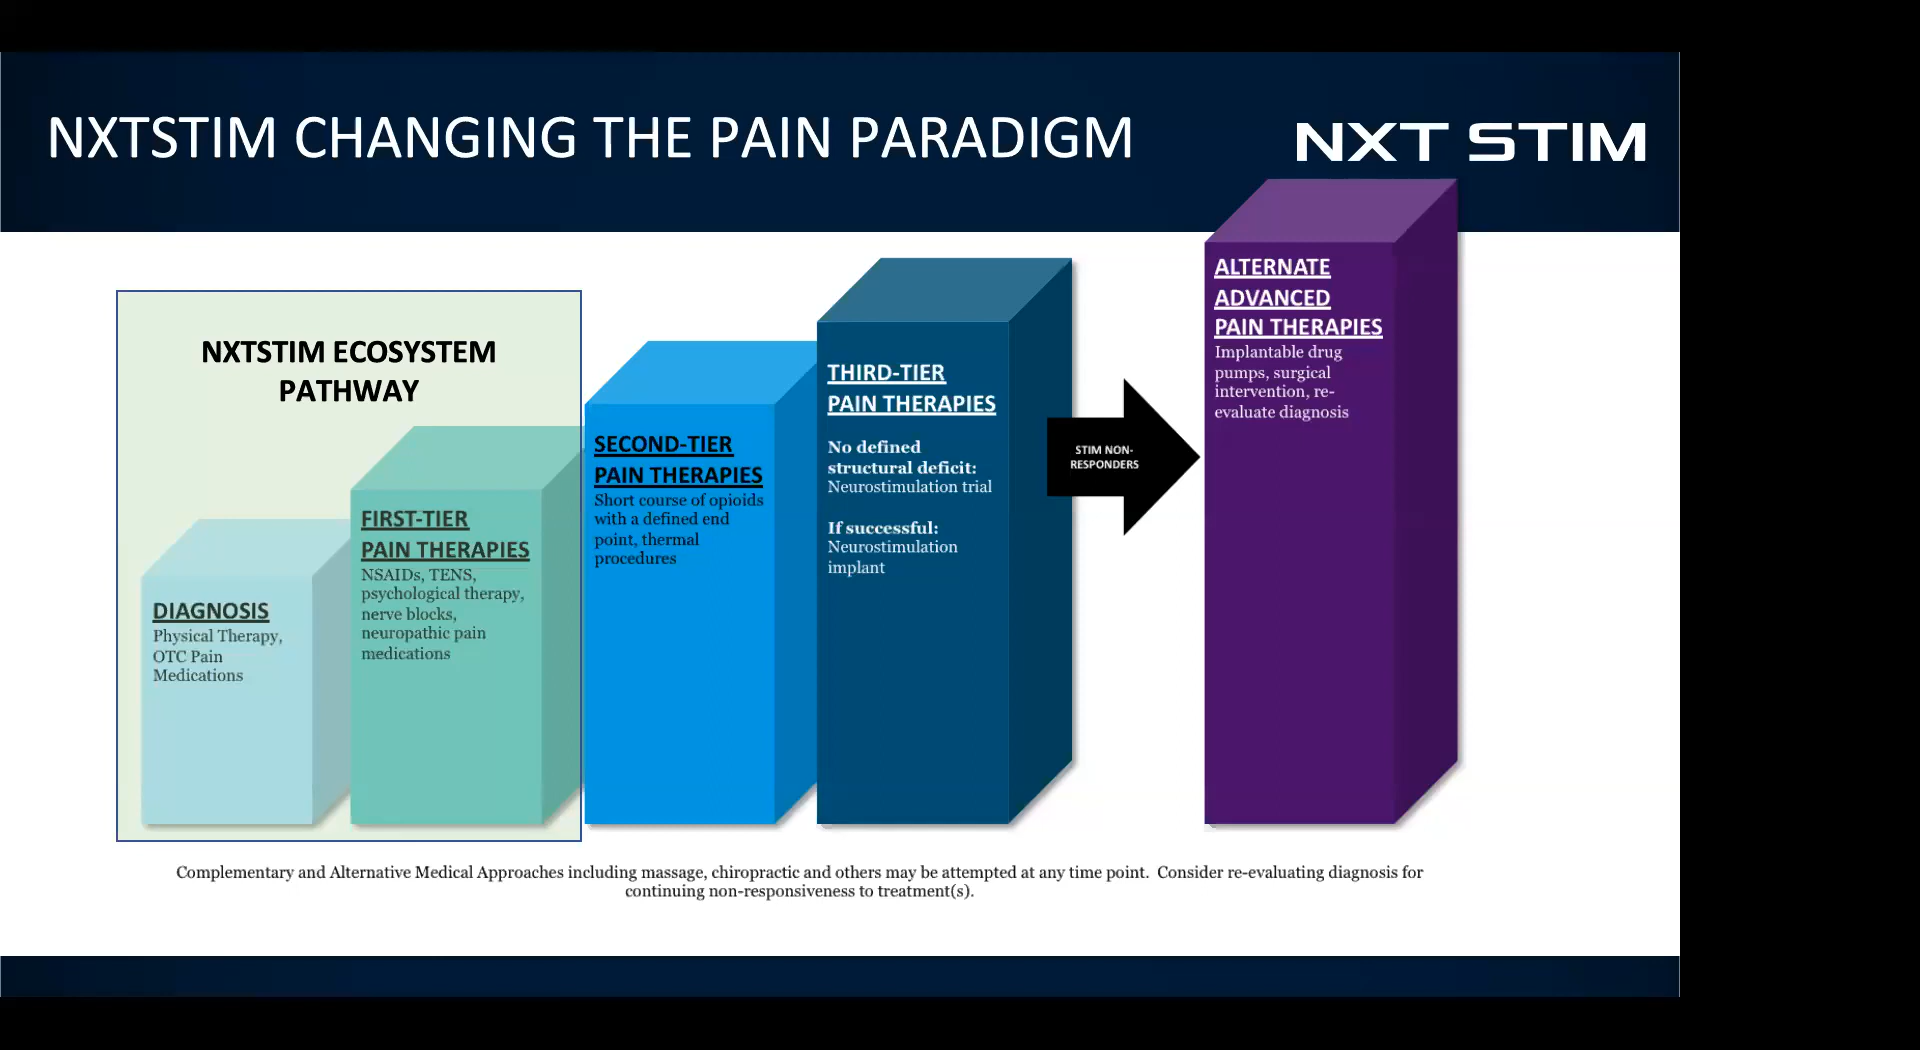 NXTSTIM CHANGING THE PAIN PARADIGM
NXT STIM
NXTSTIM ECOSYSTEM
PATHWAY
DIAGNOSIS
Physical Therapy,
OTC Pain
Medications
FIRST-TIER
PAIN THERAPIES
NSAIDs, TENS,
psychological therapy,
nerve blocks,
neuropathic pain
medications
SECOND-TIER
PAIN THERAPIES
Short course of opioids
with a defined end
point, thermal
procedures
THIRD-TIER
PAIN THERAPIES
No defined
structural deficit:
Neurostimulation trial
If successful:
Neurostimulation
implant
STIM NON-
RESPONDERS
ALTERNATE
ADVANCED
PAIN THERAPIES
Implantable drug
pumps, surgical
intervention, re-
evaluate diagnosis
Complementary and Alternative Medical Approaches including massage, chiropractic and others may be attempted at any time point.  Consider re-evaluating diagnosis for
continuing non-responsiveness to treatment(s).